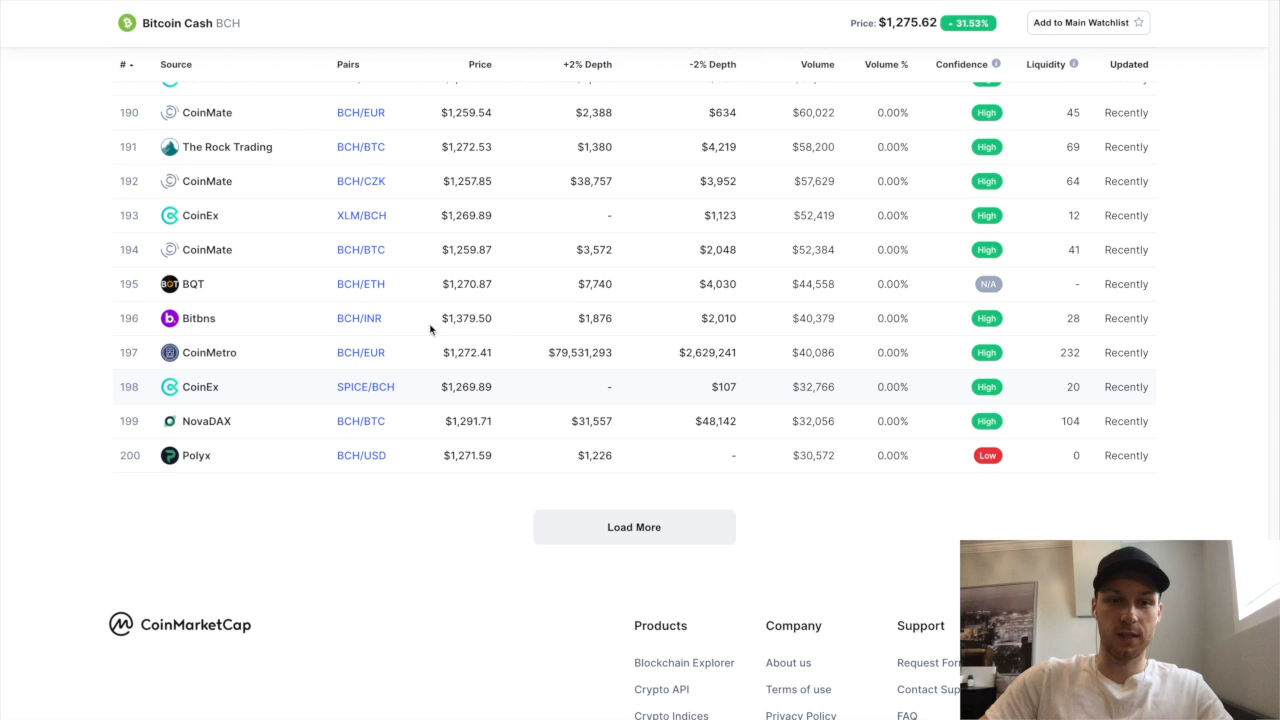 Bitcoin Cash BCH Price: $1,275.62 31.53% Add to Main Watchlist
# Source Pairs Price +2% Depth -2% Depth Volume Volume % Confidence Liquidity Updated
190 CoinMate BCH/EUR $1,259.54 $2,388 $634 $60,022 0.00% High 45 Recently
191 The Rock Trading BCH/BTC $1,272.53 $1,380 $4,219 $58,200 0.00% High 69 Recently
192 CoinMate BCH/CZK $1,257.85 $38,757 $3,952 $57,629 0.00% High 64 Recently
193 CoinEx XLM/BCH $1,269.89 - $1,123 $52,419 0.00% High 12 Recently
194 CoinMate BCH/BTC $1,259.87 $3,572 $2,048 $52,384 0.00% High 41 Recently
195 BQT BQT BCH/ETH $1,270.87 $7,740 $4,030 $44,558 0.00% N/A - Recently
196 b. Bitbns BCH/INR $1,379.50 $1,876 $2,010 $40,379 0.00% High 28 Recently
197 CoinMetro BCH/EUR $1,272.41 $79,531,293 $2,629,241 $40,086 0.00% High 232 Recently
198 CoinEx SPICE/BCH $1,269.89 - $107 $32,766 0.00% High 20 Recently
199 NovaDAX BCH/BTC $1,291.71 $31,557 $48,142 $32,056 0.00% High 104 Recently
200 Polyx BCH/USD $1,271.59 $1,226 - $30,572 0.00% Low 0 Recently
Load More
CoinMarketCap
Products Company Support
Blockchain Explorer About us Request For
Crypto API Terms of use Contact Sup
Crypto Indices Privacy Policy FAQ